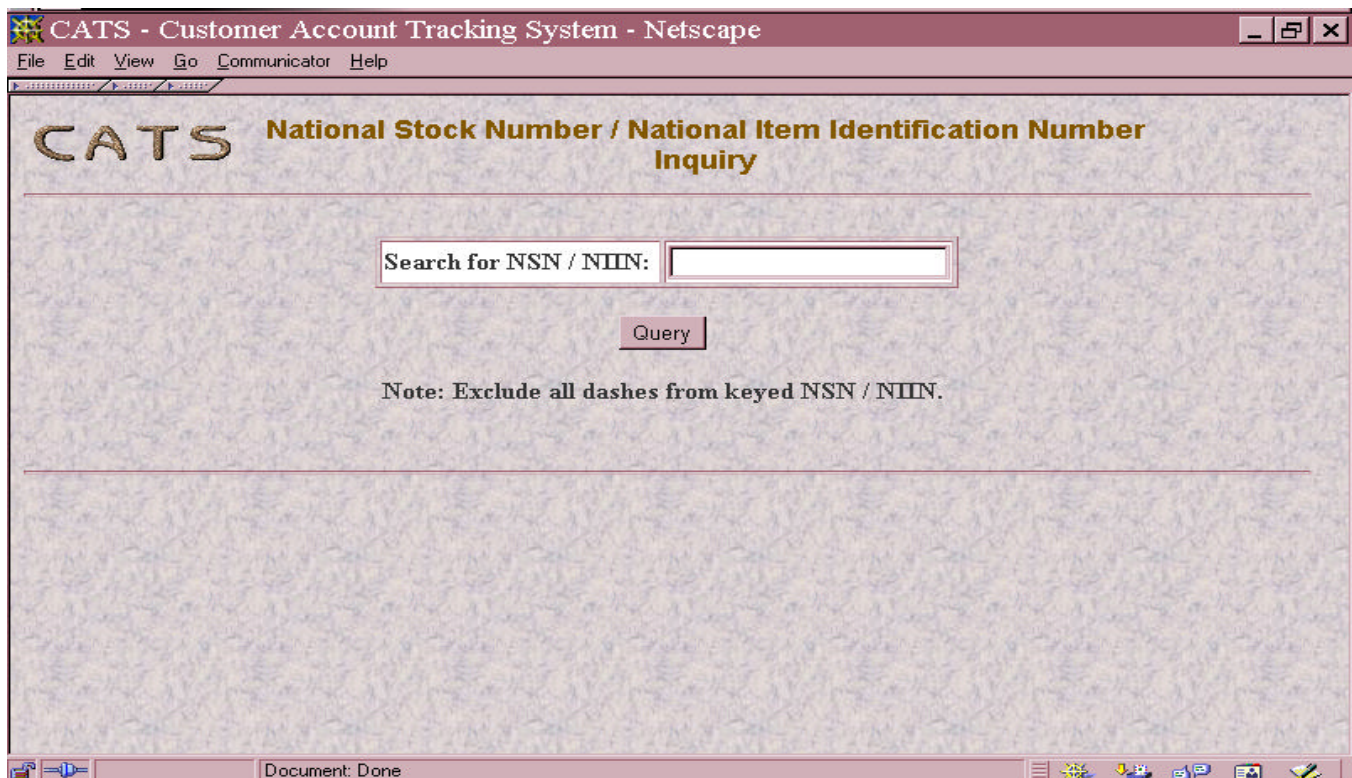 CATS - Customer Account Tracking System - Netscape
File Edit View Go Communicator Help
CATS
National Stock Number / National Item Identification Number
Inquiry
Search for NSN / NIIN:
Query
Note: Exclude all dashes from keyed NSN / NIIN.
Document: Done